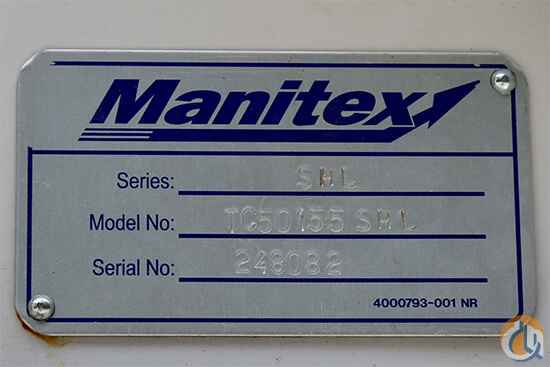 Manitex
Series: SHL
Model No: TC50155 SHL
Serial No: 248082
4000793-001 NR